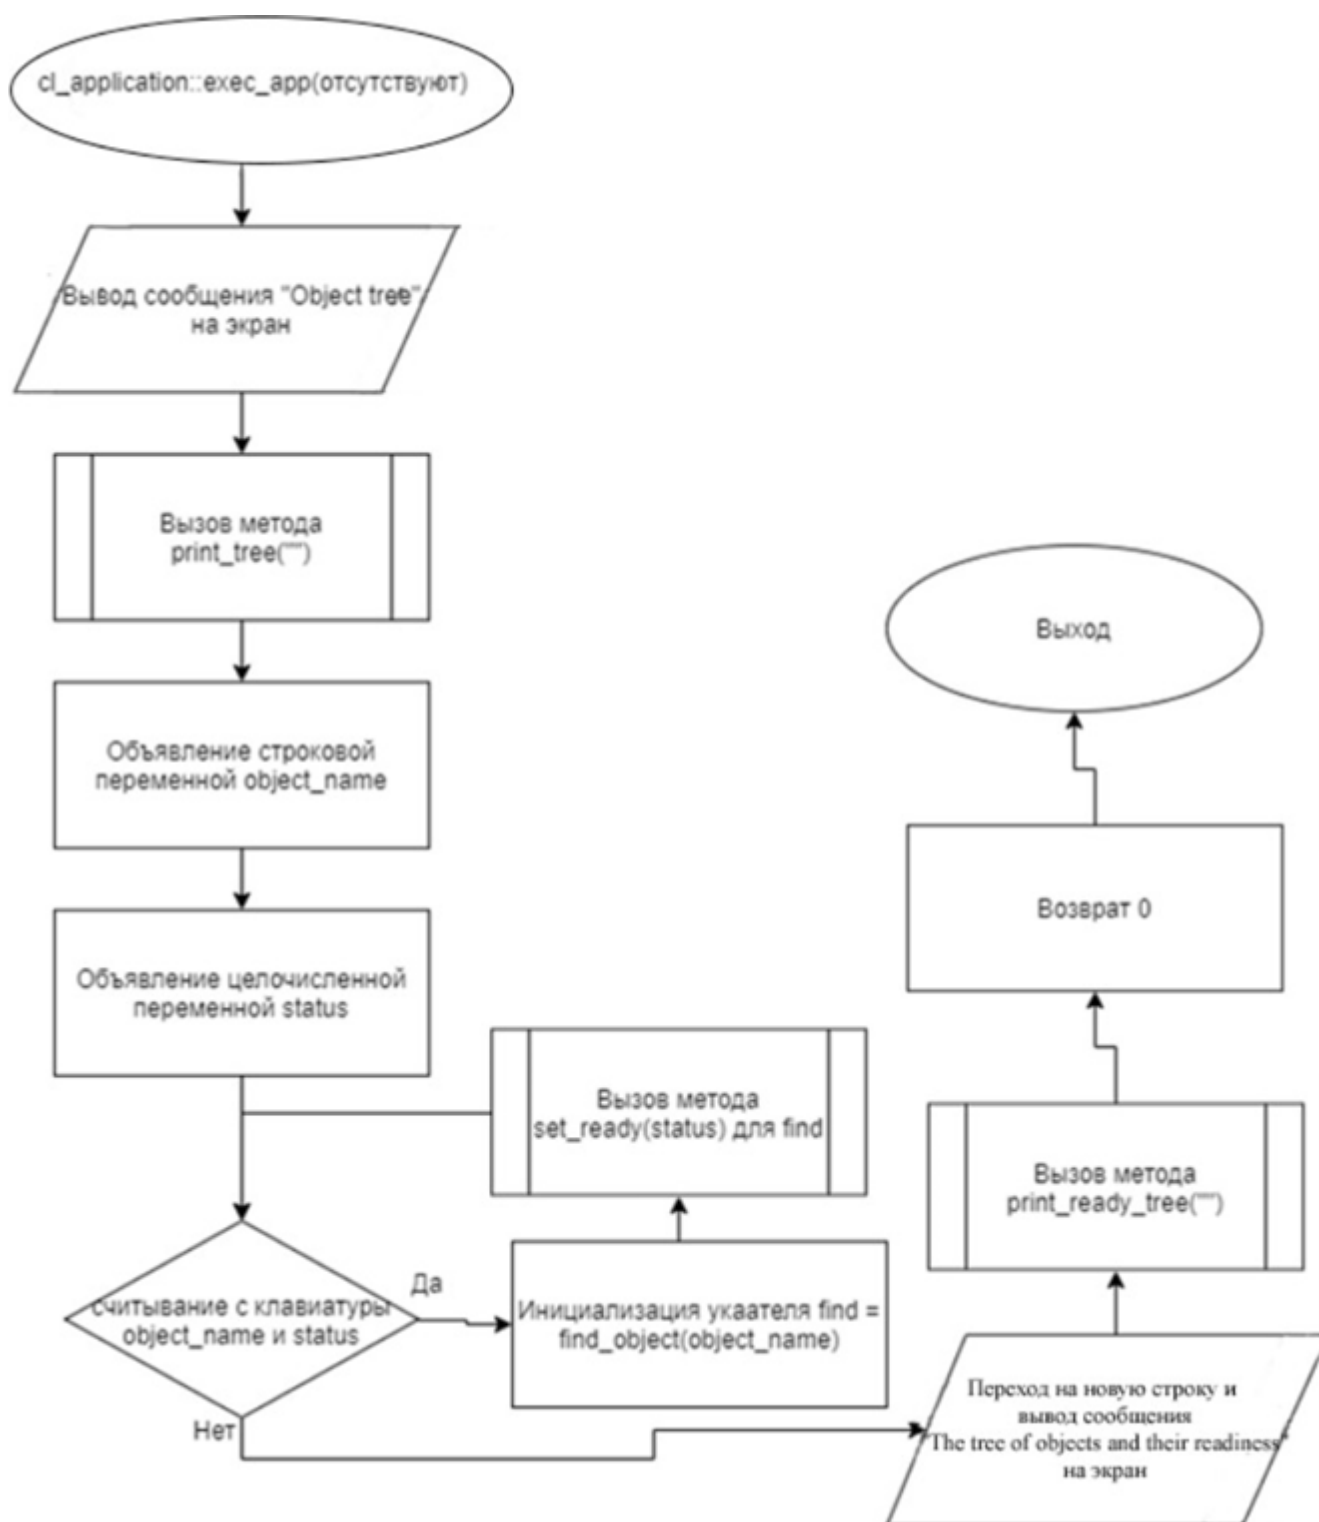 cl_application::exec_app(отсутствуют)
Вывод сообщения "Object tree"
на экран
Вызов метода
print_tree("")
Объявление строковой
переменной object_name
Объявление целочисленной
переменной status
считывание с клавиатуры
object_name и status
Да
Нет
Инициализация укаателя find =
find_object(object_name)
Вызов метода
set_ready(status) для find
Переход на новую строку и
вывод сообщения
"The tree of objects and their readiness"
на экран
Вызов метода
print_ready_tree("")
Возврат 0
Выход